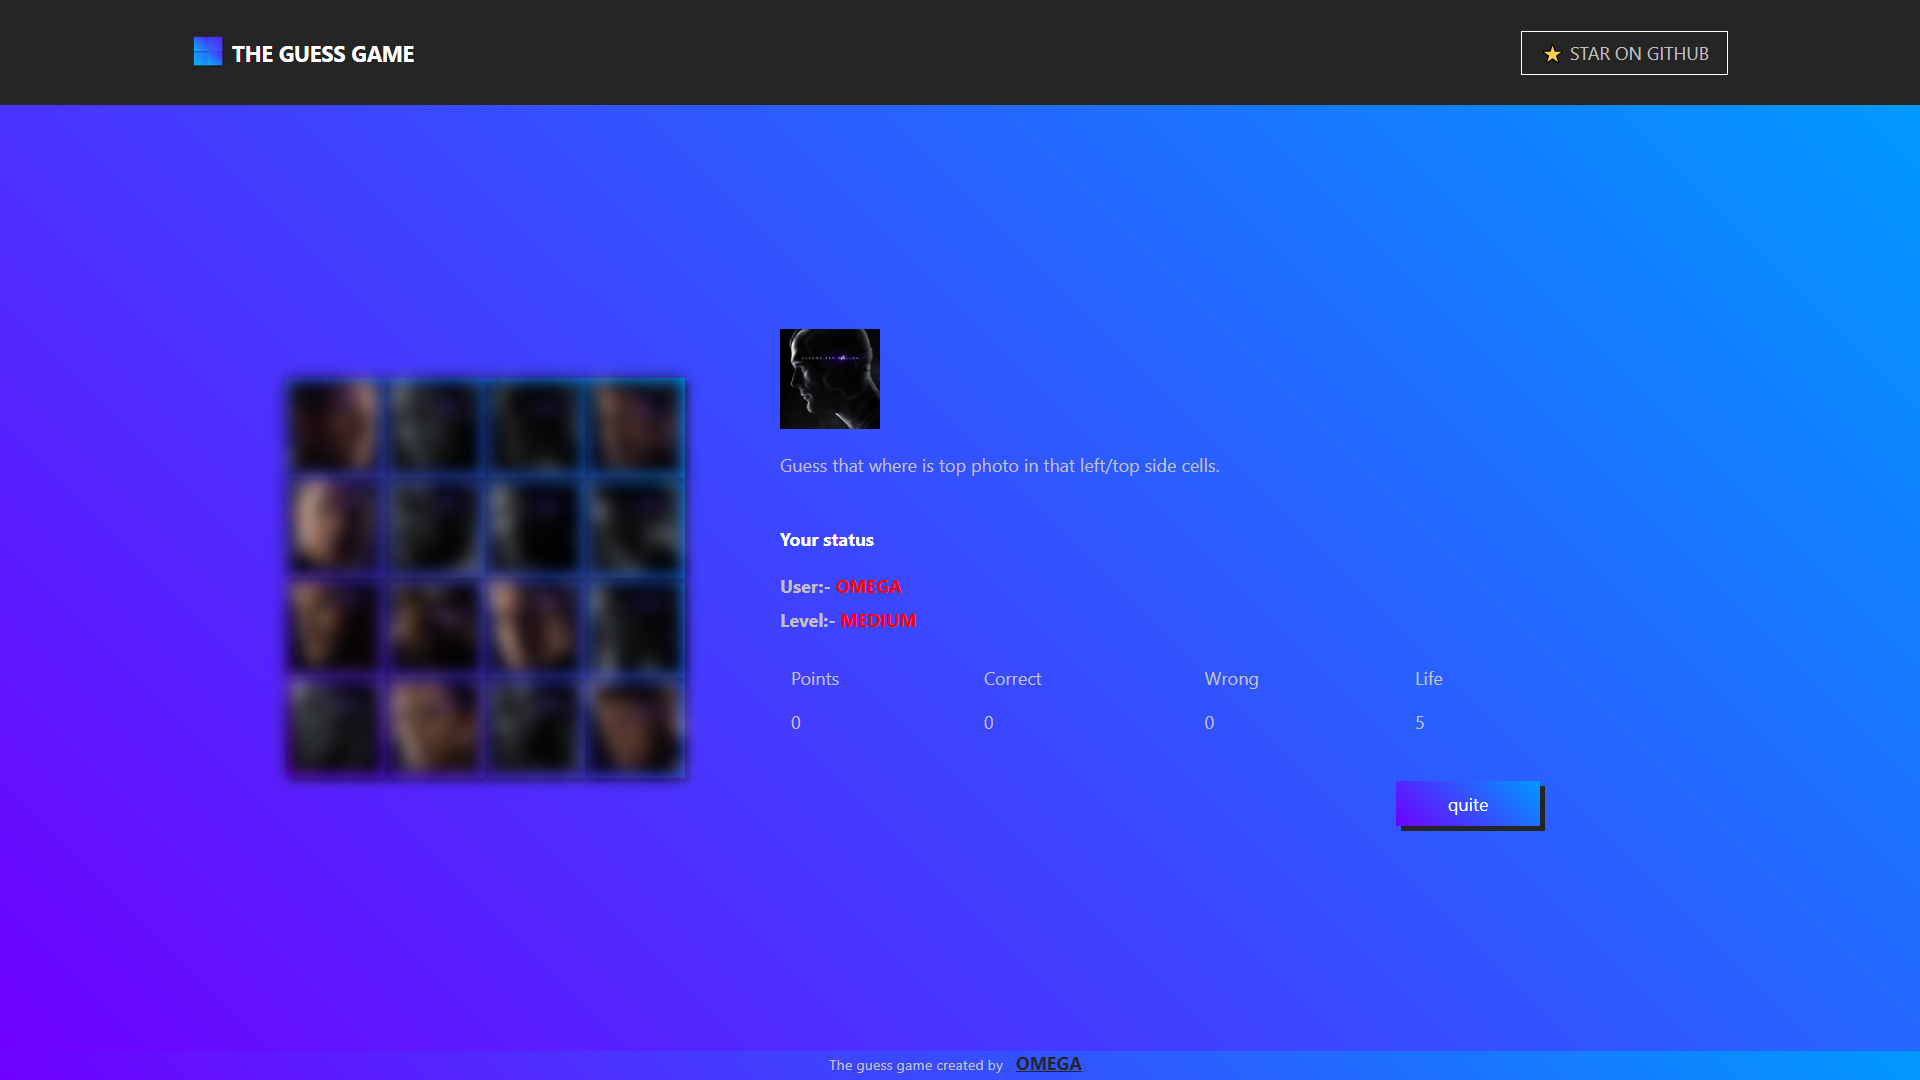 THE GUESS GAME
STAR ON GITHUB
Guess that where is top photo in that left/top side cells.
Your status
User:- OMEGA
Level:- MEDIUM
Points Correct Wrong Life
0 0 0 5
quite
The guess game created by OMEGA